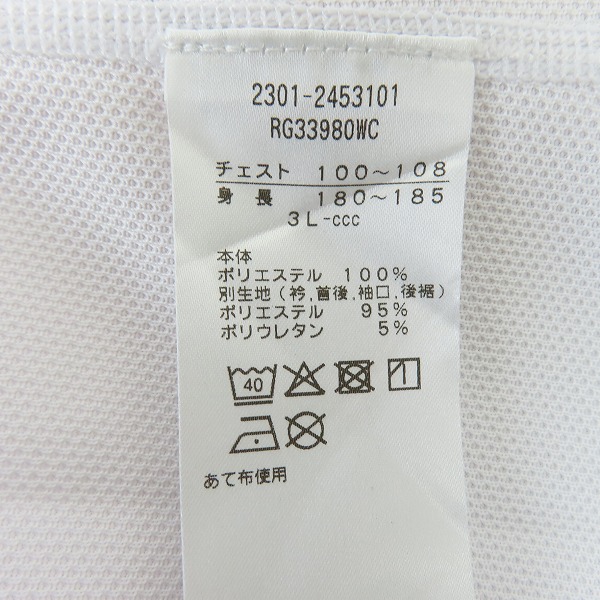 2301-2453101
RG33980WC
チェスト 100～108
身長 180～185
3L-ccc
本体
ポリエステル 100%
別生地(衿,首後,袖口,後裾)
ポリエステル 95%
ポリウレタン 5%
40
あて布使用